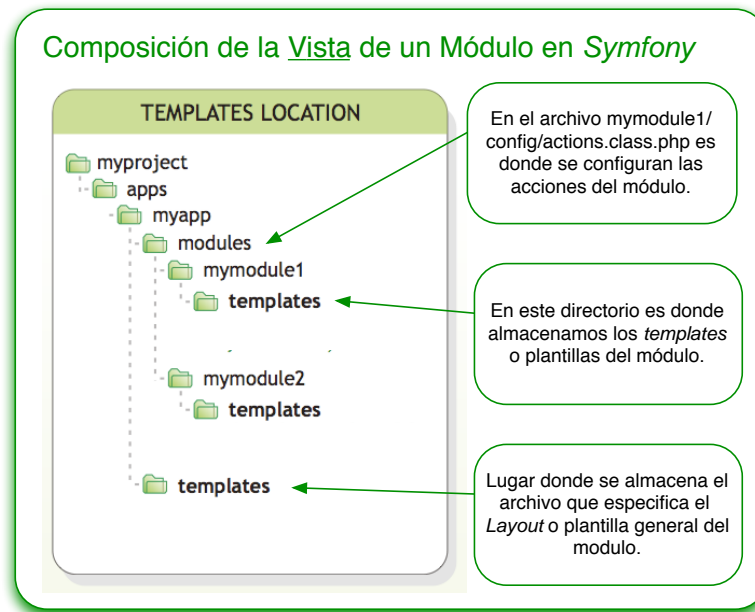 Composición de la Vista de un Módulo en Symfony
TEMPLATES LOCATION
myproject
apps
myapp
modules
mymodule1
templates
mymodule2
templates
templates
En el archivo mymodule1/
config/actions.class.php es
donde se configuran las
acciones del módulo.
En este directorio es donde
almacenamos los templates
o plantillas del módulo.
Lugar donde se almacena el
archivo que especifica el
Layout o plantilla general del
modulo.